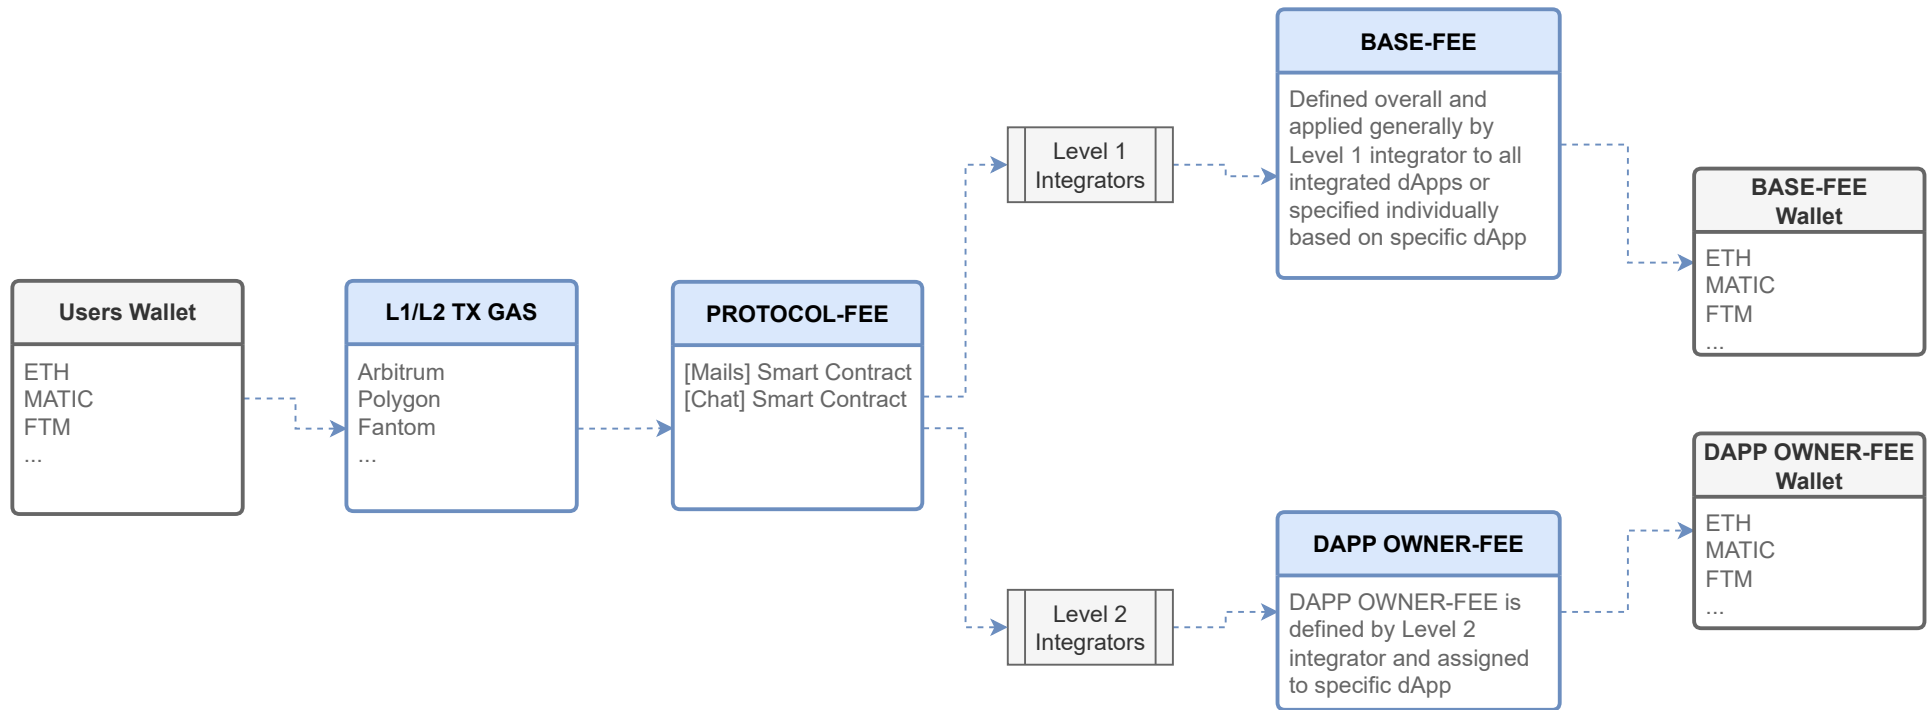 Users Wallet
ETH
MATIC
FTM
...
L1/L2 TX GAS
Arbitrum
Polygon
Fantom
...
PROTOCOL-FEE
[Mails] Smart Contract
[Chat] Smart Contract
Level 1
Integrators
BASE-FEE
Defined overall and
applied generally by
Level 1 integrator to all
integrated dApps or
specified individually
based on specific dApp
BASE-FEE
Wallet
ETH
MATIC
FTM
...
Level 2
Integrators
DAPP OWNER-FEE
DAPP OWNER-FEE is
defined by Level 2
integrator and assigned
to specific dApp
DAPP OWNER-FEE
Wallet
ETH
MATIC
FTM
...